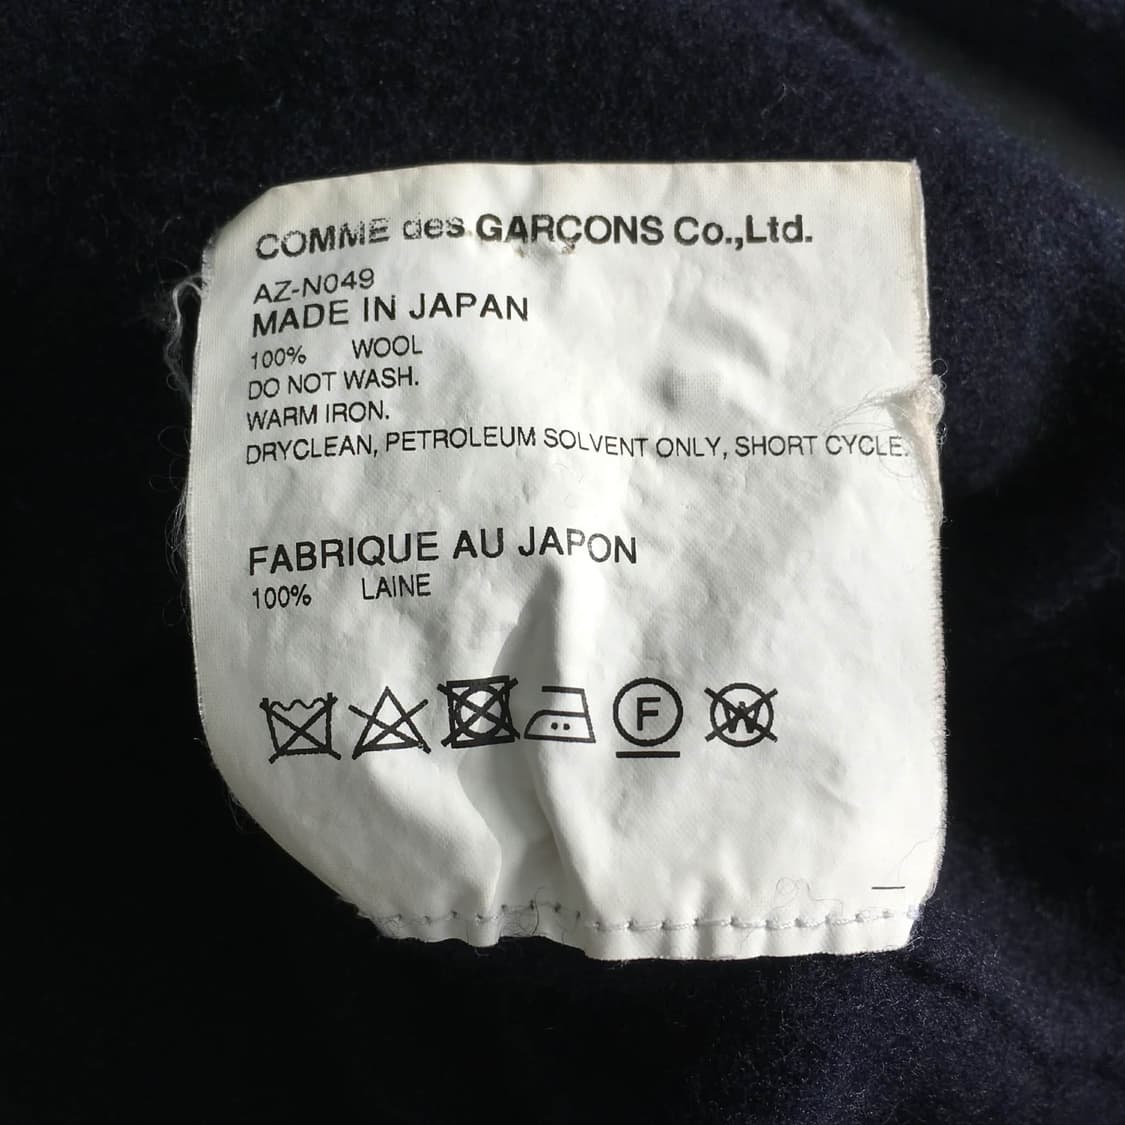 COMME des GARÇONS Co.,Ltd.
AZ-N049
MADE IN JAPAN
100% WOOL
DO NOT WASH.
WARM IRON.
DRYCLEAN, PETROLEUM SOLVENT ONLY, SHORT CYCLE.
FABRIQUE AU JAPON
100% LAINE
F W